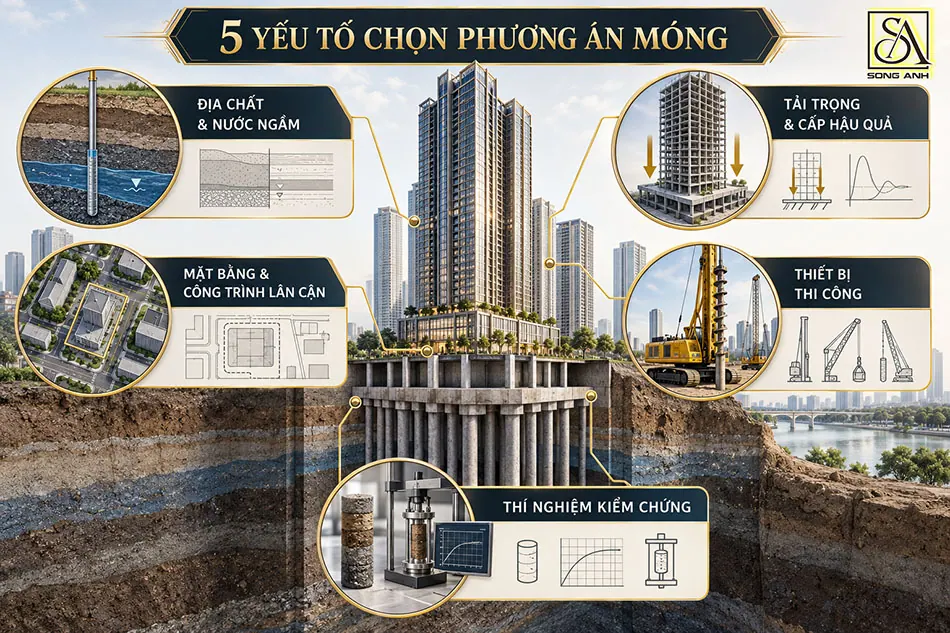 5 YẾU TỐ CHỌN PHƯƠNG ÁN MÓNG
SA
SONG ANH
ĐỊA CHẤT
& NƯỚC NGẦM
TẢI TRỌNG
& CẤP HẬU QUẢ
MẶT BẰNG &
CÔNG TRÌNH LÂN CẬN
THIẾT BỊ
THI CÔNG
THÍ NGHIỆM KIỂM CHỨNG